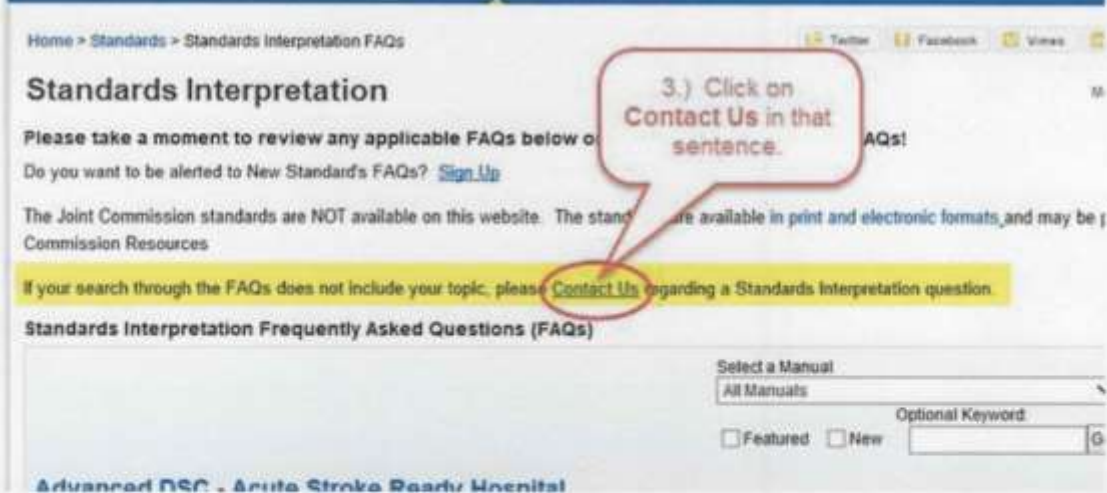 Home > Standards > Standards Interpretation FAQs
Twitter Facebook Vimeo
Standards Interpretation
3.) Click on
Contact Us in that
sentence.
Please take a moment to review any applicable FAQs below o AQs!
Do you want to be alerted to New Standard's FAQs? Sign Up
The Joint Commission standards are NOT available on this website. The stand re available in print and electronic formats, and may be p
Commission Resources
If your search through the FAQs does not include your topic, please Contact Us regarding a Standards Interpretation question.
Standards Interpretation Frequently Asked Questions (FAQs)
Select a Manual
All Manuals
Optional Keyword:
Featured New G
Advanced DSC - Acute Stroke Ready Hospital